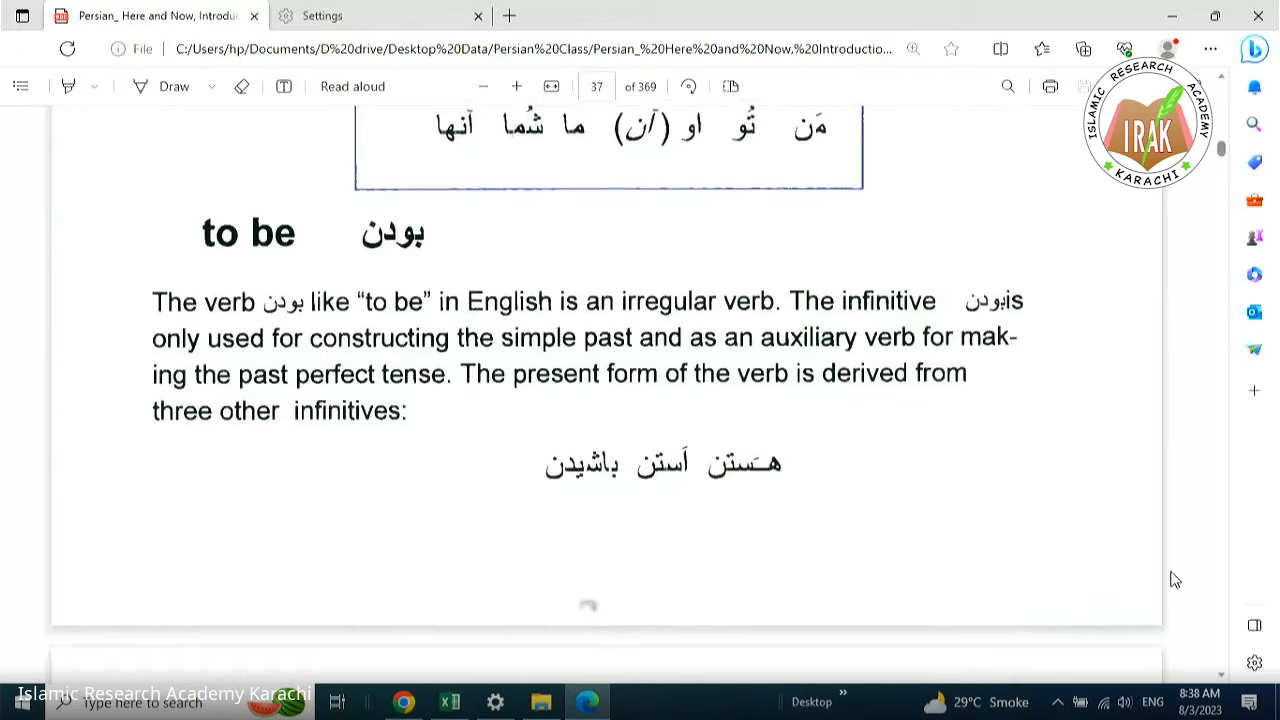 Persian_ Here and Now, Introdu
Settings
File
C:/Users/hp/Documents/D%20drive/Desktop%20Data/Persian%20Class/Persian_%20Here%20and%20Now,%20Introductio...
Draw
Read aloud
37
of 369
ISLAMIC RESEARCH ACADEMY
IRAK
KARACHI
مَن تُو او (آن) ما شُما آنها
to be بودن
The verb بودن like “to be” in English is an irregular verb. The infinitive بودن is
only used for constructing the simple past and as an auxiliary verb for mak-
ing the past perfect tense. The present form of the verb is derived from
three other infinitives:
هَستن اَستن باشیدن
Islamic Research Academy Karachi
Type here to search
Desktop
29°C Smoke
ENG
8:38 AM
8/3/2023